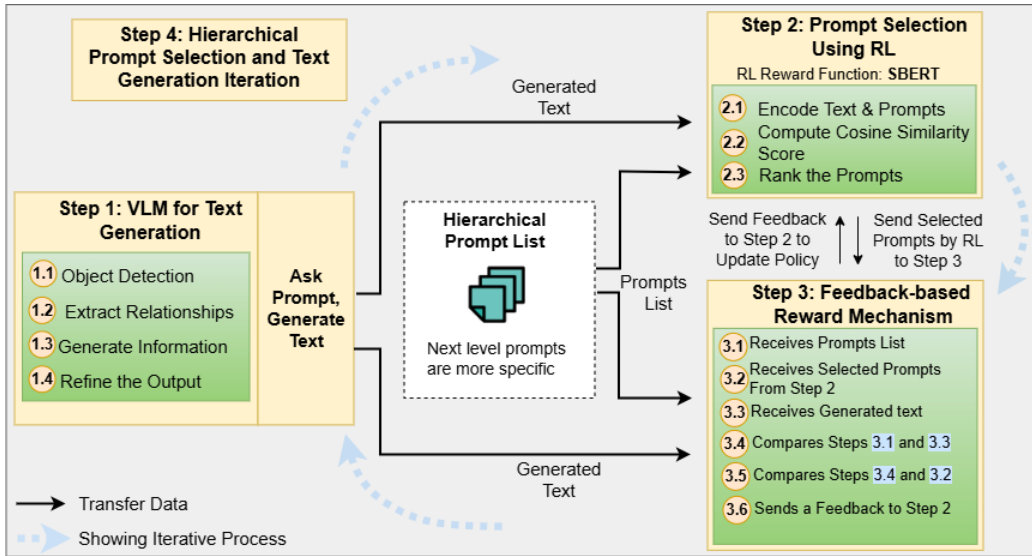 Step 4: Hierarchical
Prompt Selection and Text
Generation Iteration
Step 1: VLM for Text
Generation
1.1 Object Detection
1.2 Extract Relationships
1.3 Generate Information
1.4 Refine the Output
Ask
Prompt,
Generate
Text
Generated
Text
Hierarchical
Prompt List
Next level prompts
are more specific
Prompts
List
Generated
Text
Step 2: Prompt Selection
Using RL
RL Reward Function: SBERT
2.1 Encode Text & Prompts
2.2 Compute Cosine Similarity
Score
2.3 Rank the Prompts
Send Feedback
to Step 2 to
Update Policy
Send Selected
Prompts by RL
to Step 3
Step 3: Feedback-based
Reward Mechanism
3.1 Receives Prompts List
3.2 Receives Selected Prompts
From Step 2
3.3 Receives Generated text
3.4 Compares Steps 3.1 and 3.3
3.5 Compares Steps 3.4 and 3.2
3.6 Sends a Feedback to Step 2
Transfer Data
Showing Iterative Process